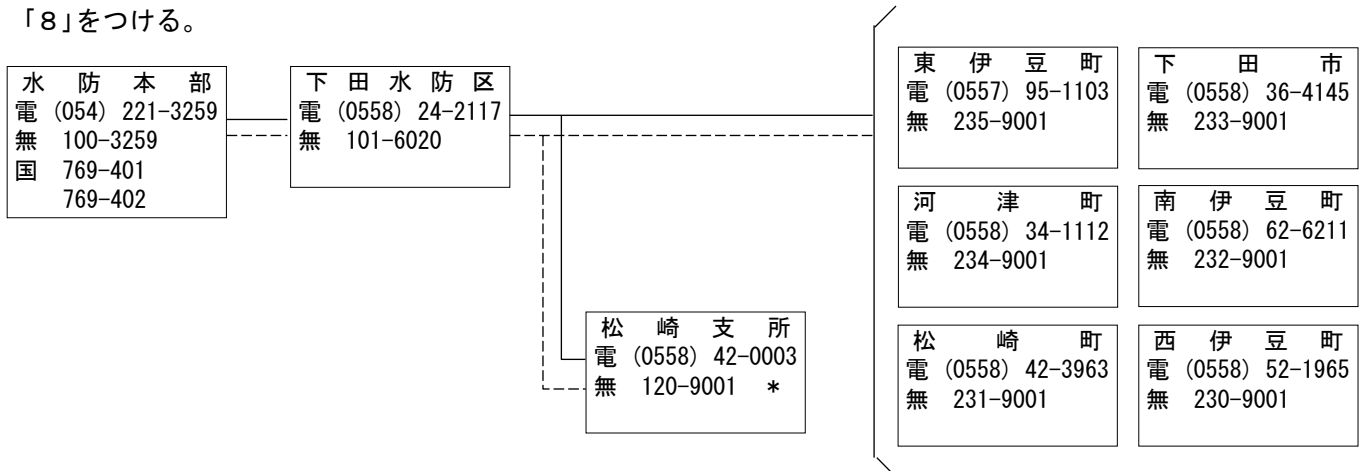 「８」をつける。
水防本部
電 (054) 221-3259
無 100-3259
国 769-401
769-402
下田水防区
電 (0558) 24-2117
無 101-6020
松崎支所
電 (0558) 42-0003
無 120-9001 *
東伊豆町
電 (0557) 95-1103
無 235-9001
下田市
電 (0558) 36-4145
無 233-9001
河津町
電 (0558) 34-1112
無 234-9001
南伊豆町
電 (0558) 62-6211
無 232-9001
松崎町
電 (0558) 42-3963
無 231-9001
西伊豆町
電 (0558) 52-1965
無 230-9001